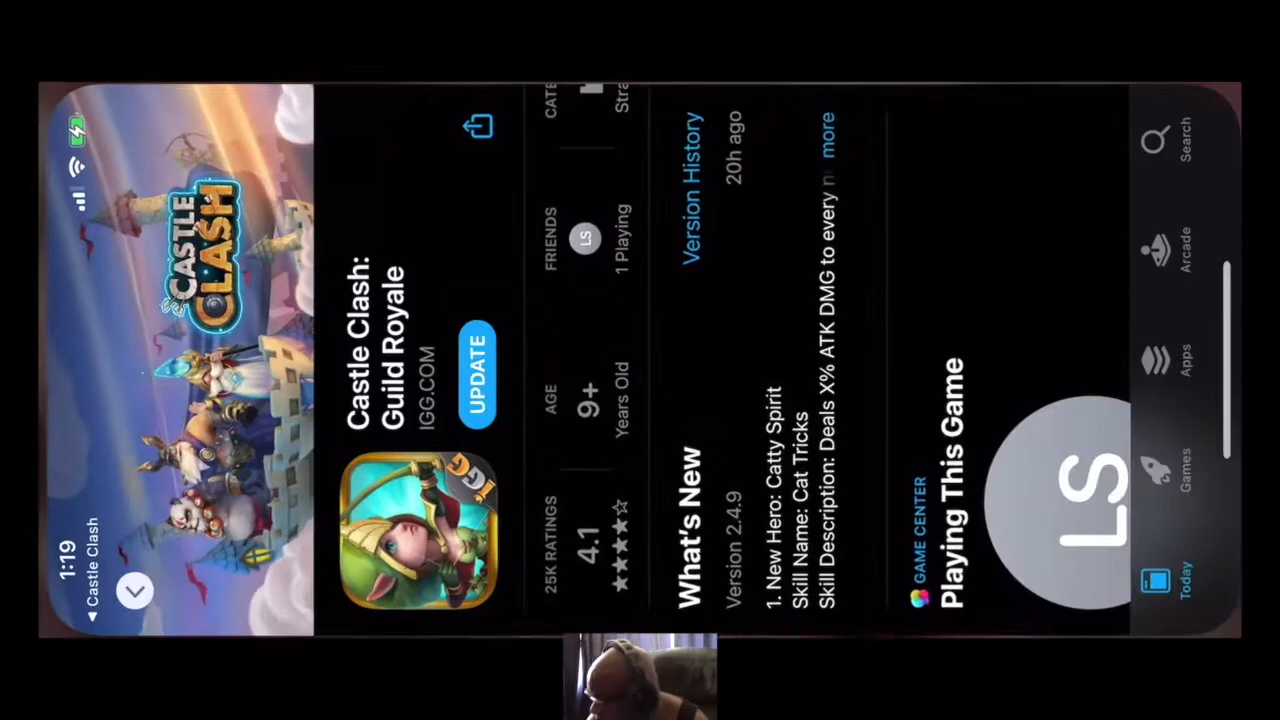 1:19
◀ Castle Clash
CASTLE
CLASH
Castle Clash:
Guild Royale
IGG.COM
UPDATE
25K RATINGS
4.1
★★★★☆
AGE
9+
Years Old
FRIENDS
LS
1 Playing
CATE
Stra
What's New
Version History
Version 2.4.9
20h ago
1. New Hero: Catty Spirit
Skill Name: Cat Tricks
Skill Description: Deals X% ATK DMG to every more
GAME CENTER
Playing This Game
LS
Today
Games
Apps
Arcade
Search